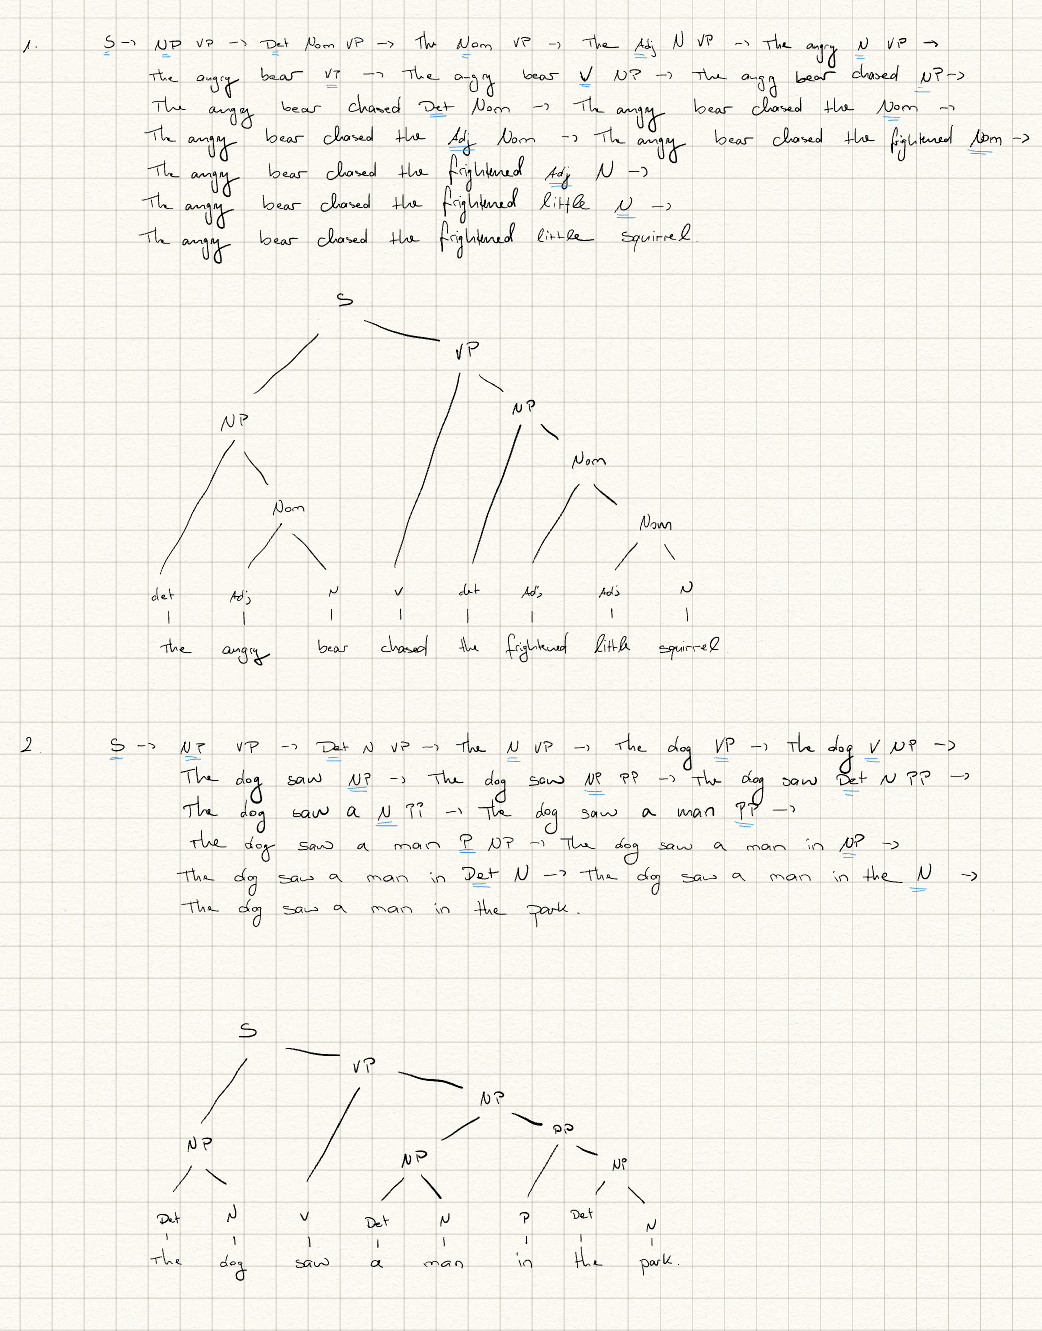 1. S → NP VP → Det Nom VP → The Nom VP → The Adj N VP → The angry N VP →
The angry bear VP → The angry bear V NP → The angry bear chased NP →
The angry bear chased Det Nom → The angry bear chased the Nom →
The angry bear chased the Adj Nom → The angry bear chased the frightened Nom →
The angry bear chased the frightened Adj N →
The angry bear chased the frightened little N →
The angry bear chased the frightened little squirrel.
S
VP
NP
NP
Nom
Nom
Nom
det Adj N V det Adj Adj N
The angry bear chased the frightened little squirrel
2. S → NP VP → Det N VP → The N VP → The dog VP → The dog V NP →
The dog saw NP → The dog saw NP PP → The dog saw Det N PP →
The dog saw a N PP → The dog saw a man PP →
The dog saw a man P NP → The dog saw a man in NP →
The dog saw a man in Det N → The dog saw a man in the N →
The dog saw a man in the park.
S
VP
NP
PP
NP NP NP
Det N V Det N P Det N
The dog saw a man in the park.